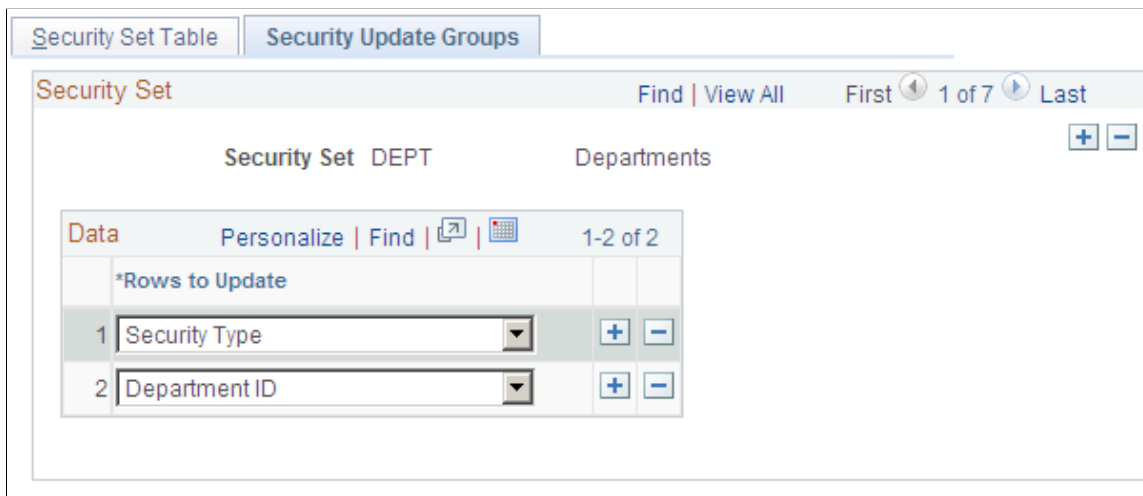 Security Set Table Security Update Groups
Security Set Find | View All First 1 of 7 Last
Security Set DEPT Departments
Data Personalize | Find | | 1-2 of 2
*Rows to Update
1 Security Type
2 Department ID